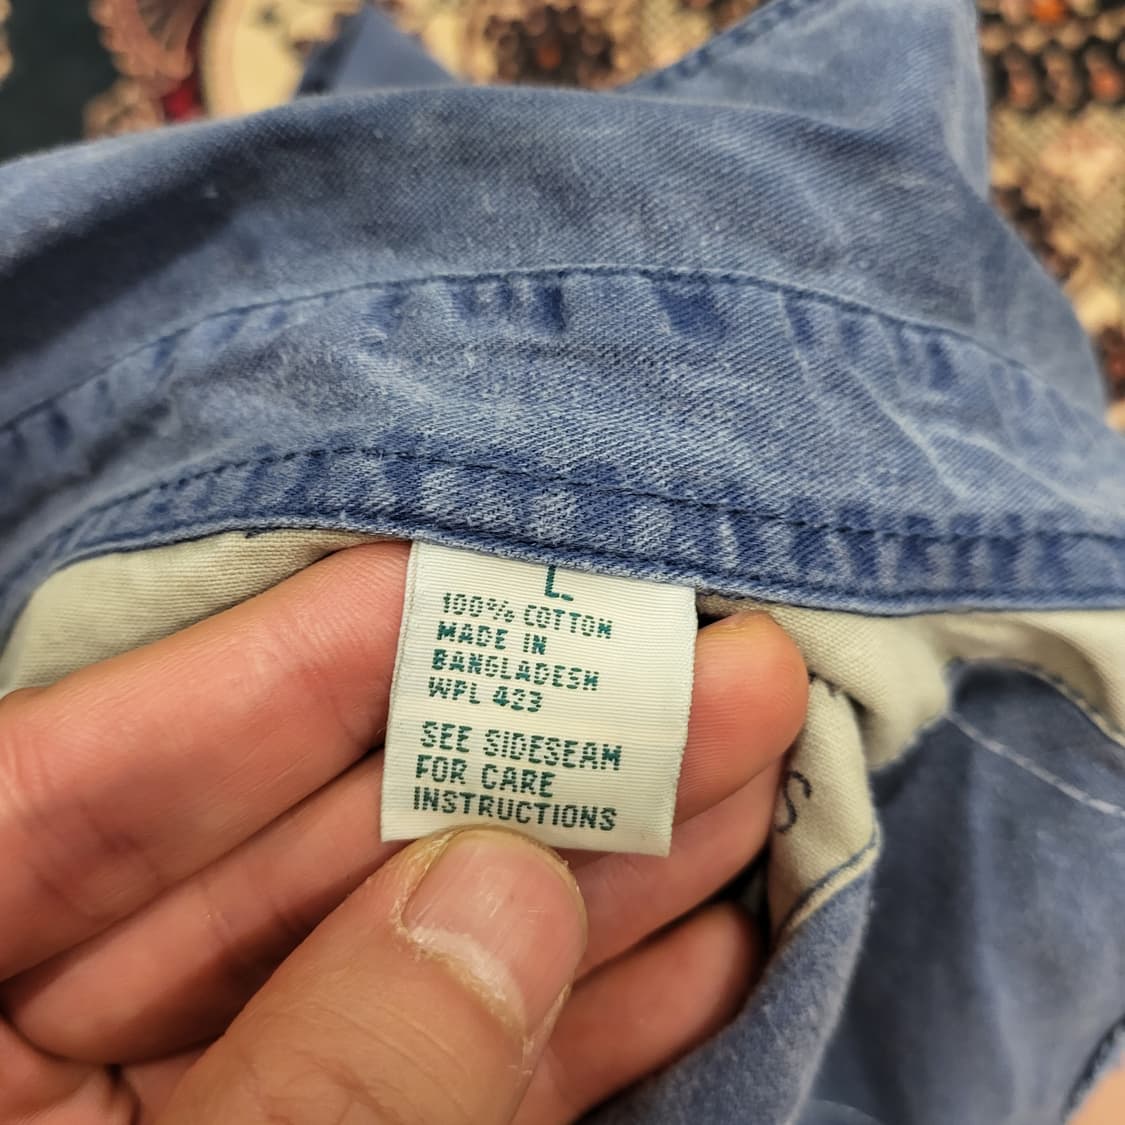 L
100% COTTON
MADE IN
BANGLADESH
WPL 423
SEE SIDESEAM
FOR CARE
INSTRUCTIONS
S